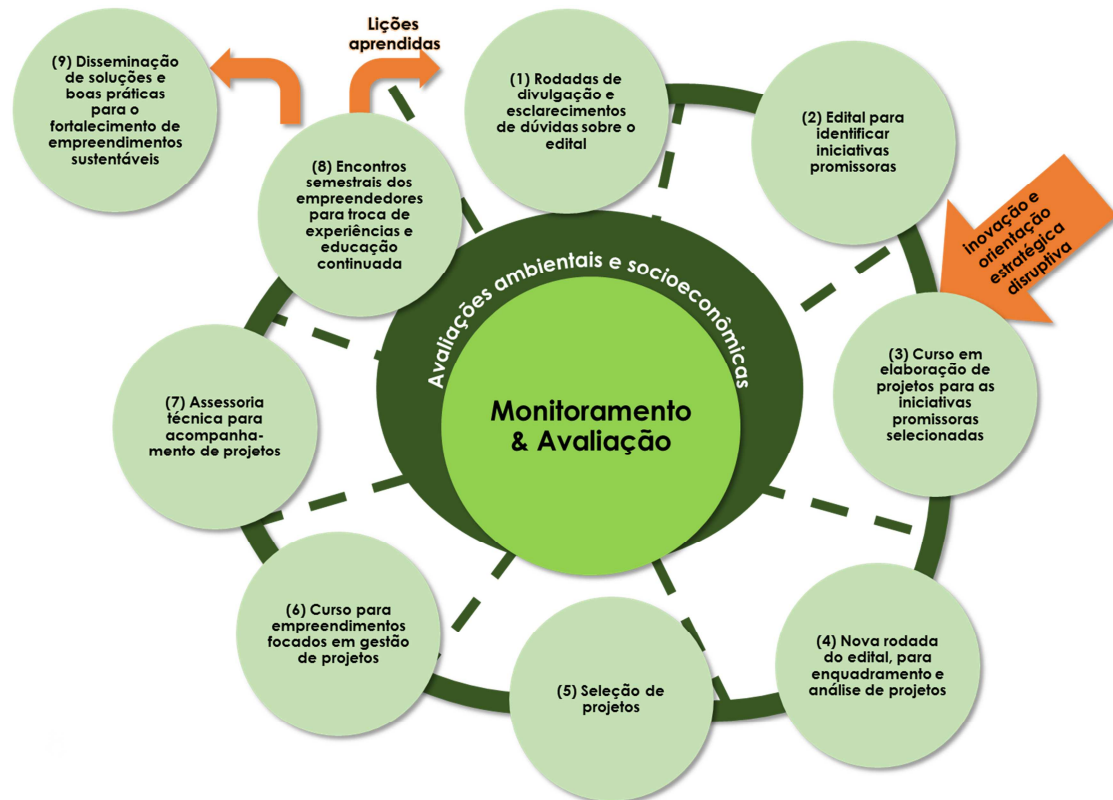 Lições
aprendidas
(1) Rodadas de
divulgação e
esclarecimentos
de dúvidas sobre o
edital
(2) Edital para
identificar
iniciativas
promissoras
inovação e
orientação
estratégica
disruptiva
(3) Curso em
elaboração de
projetos para as
iniciativas
promissoras
selecionadas
(4) Nova rodada
do edital, para
enquadramento e
análise de projetos
(5) Seleção de
projetos
(6) Curso para
empreendimentos
focados em gestão
de projetos
(7) Assessoria
técnica para
acompanha-
mento de projetos
(8) Encontros
semestrais dos
empreendedores
para troca de
experiências e
educação
continuada
(9) Disseminação
de soluções e
boas práticas
para o
fortalecimento de
empreendimentos
sustentáveis
Avaliações ambientais e socioeconômicas
Monitoramento
& Avaliação